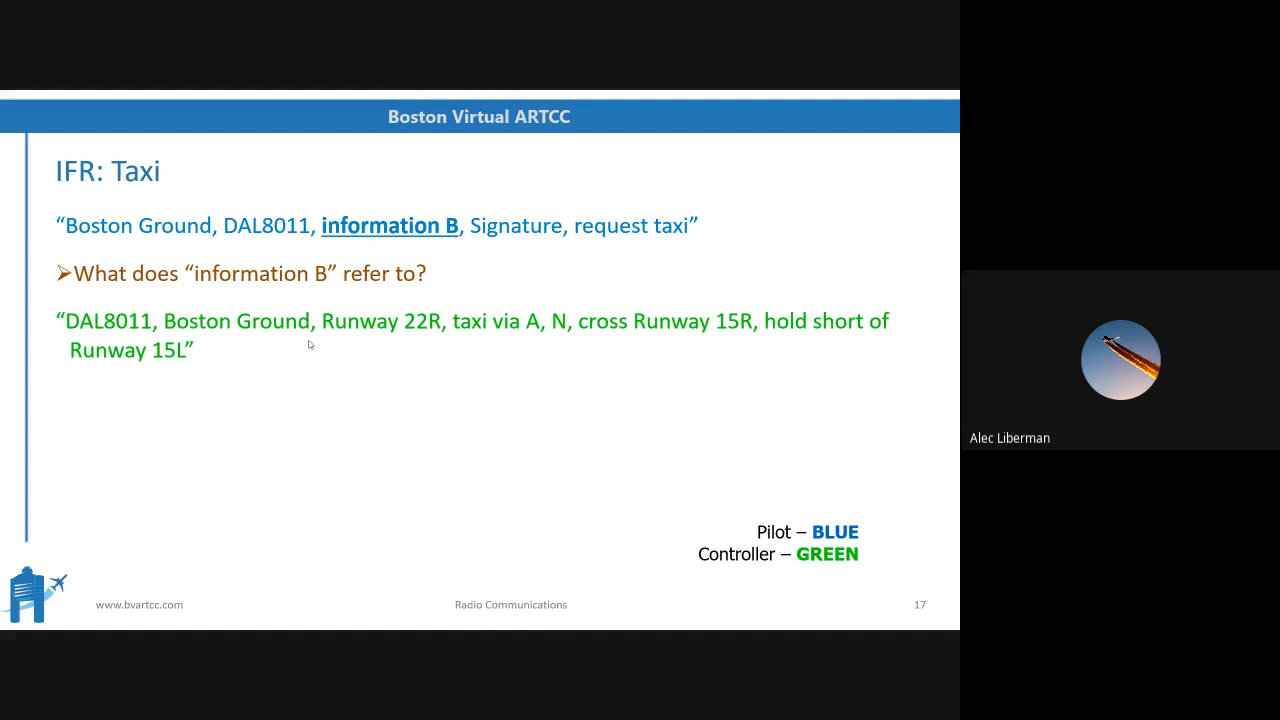 Boston Virtual ARTCC
IFR: Taxi
“Boston Ground, DAL8011, information B, Signature, request taxi”
➢What does “information B” refer to?
“DAL8011, Boston Ground, Runway 22R, taxi via A, N, cross Runway 15R, hold short of
Runway 15L”
Pilot – BLUE
Controller – GREEN
www.bvartcc.com
Radio Communications
17
Alec Liberman